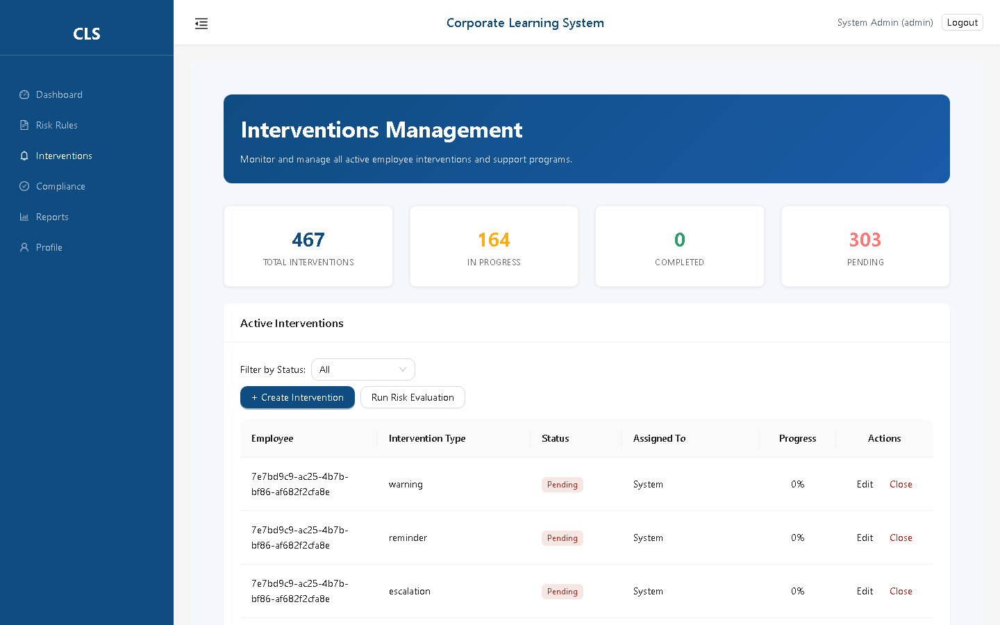 CLS
Corporate Learning System
System Admin (admin)
Logout
Dashboard
Risk Rules
Interventions
Compliance
Reports
Profile
Interventions Management
Monitor and manage all active employee interventions and support programs.
467
TOTAL INTERVENTIONS
164
IN PROGRESS
0
COMPLETED
303
PENDING
Active Interventions
Filter by Status: All
+ Create Intervention
Run Risk Evaluation
Employee Intervention Type Status Assigned To Progress Actions
7e7bd9c9-ac25-4b7b-
bf86-af682f2cfa8e
warning Pending System 0% Edit Close
7e7bd9c9-ac25-4b7b-
bf86-af682f2cfa8e
reminder Pending System 0% Edit Close
7e7bd9c9-ac25-4b7b-
bf86-af682f2cfa8e
escalation Pending System 0% Edit Close